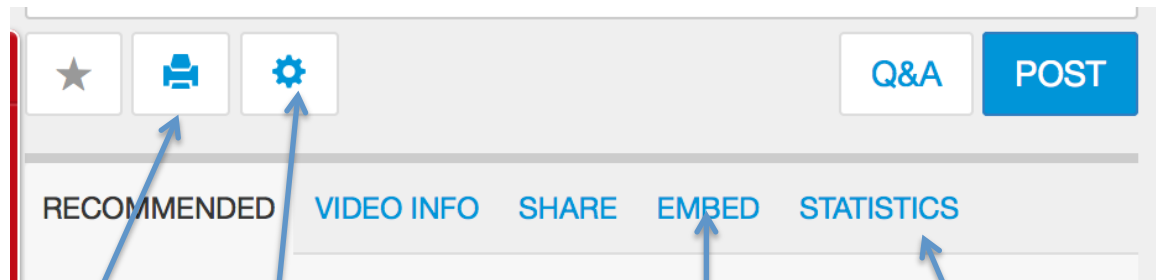 Q&A POST
RECOMMENDED VIDEO INFO SHARE EMBED STATISTICS